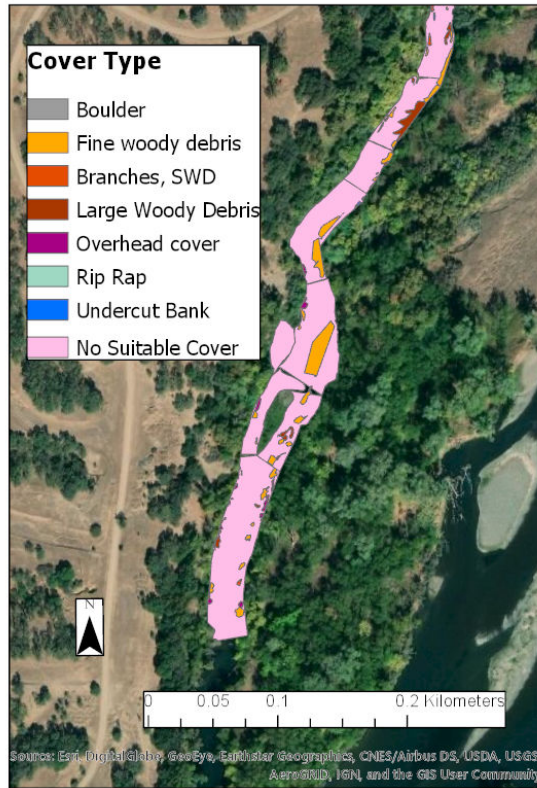 Cover Type
Boulder
Fine woody debris
Branches, SWD
Large Woody Debris
Overhead cover
Rip Rap
Undercut Bank
No Suitable Cover
N
0 0.05 0.1 0.2 Kilometers
Source: Esri, DigitalGlobe, GeoEye, Earthstar Geographics, CNES/Airbus DS, USDA, USGS
AeroGRID, IGN, and the GIS User Community